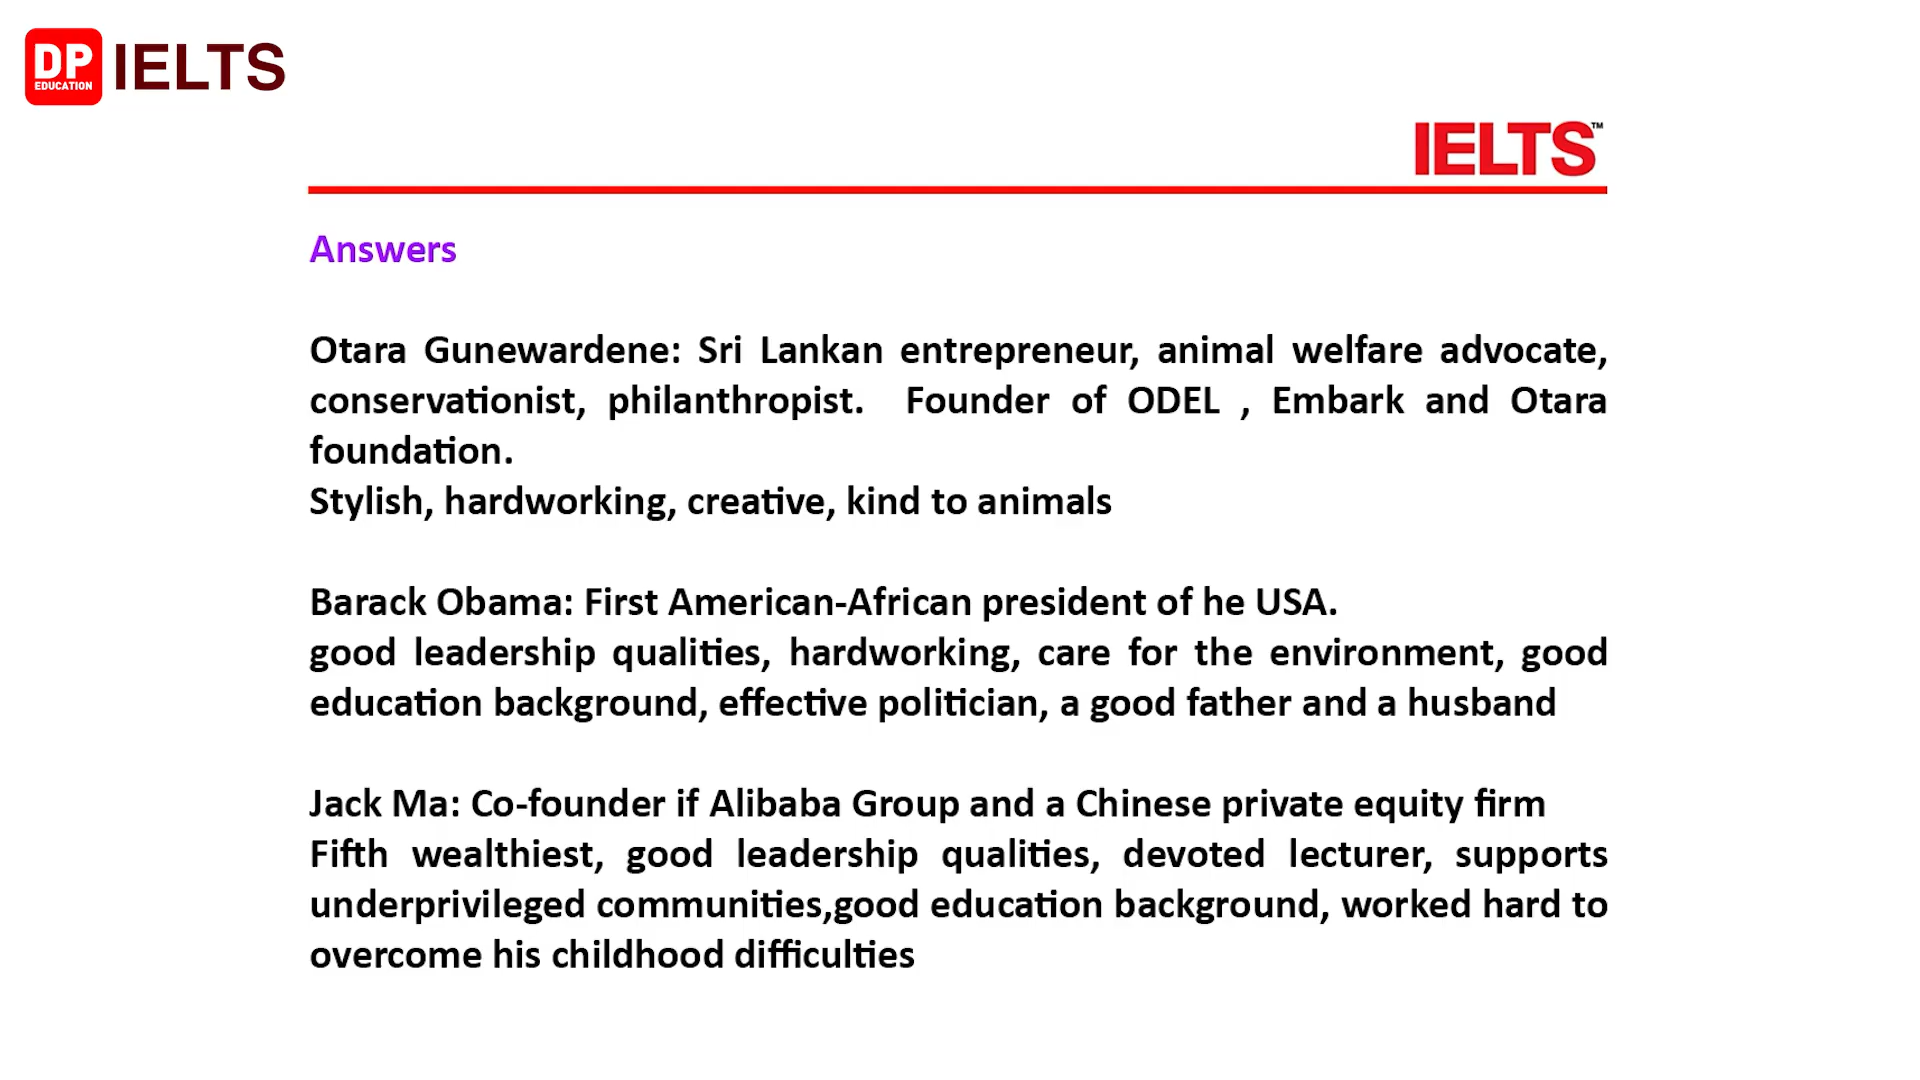 DP
EDUCATION
IELTS
IELTS™
Answers
Otara Gunewardene: Sri Lankan entrepreneur, animal welfare advocate,
conservationist, philanthropist. Founder of ODEL , Embark and Otara
foundation.
Stylish, hardworking, creative, kind to animals
Barack Obama: First American-African president of he USA.
good leadership qualities, hardworking, care for the environment, good
education background, effective politician, a good father and a husband
Jack Ma: Co-founder if Alibaba Group and a Chinese private equity firm
Fifth wealthiest, good leadership qualities, devoted lecturer, supports
underprivileged communities,good education background, worked hard to
overcome his childhood difficulties